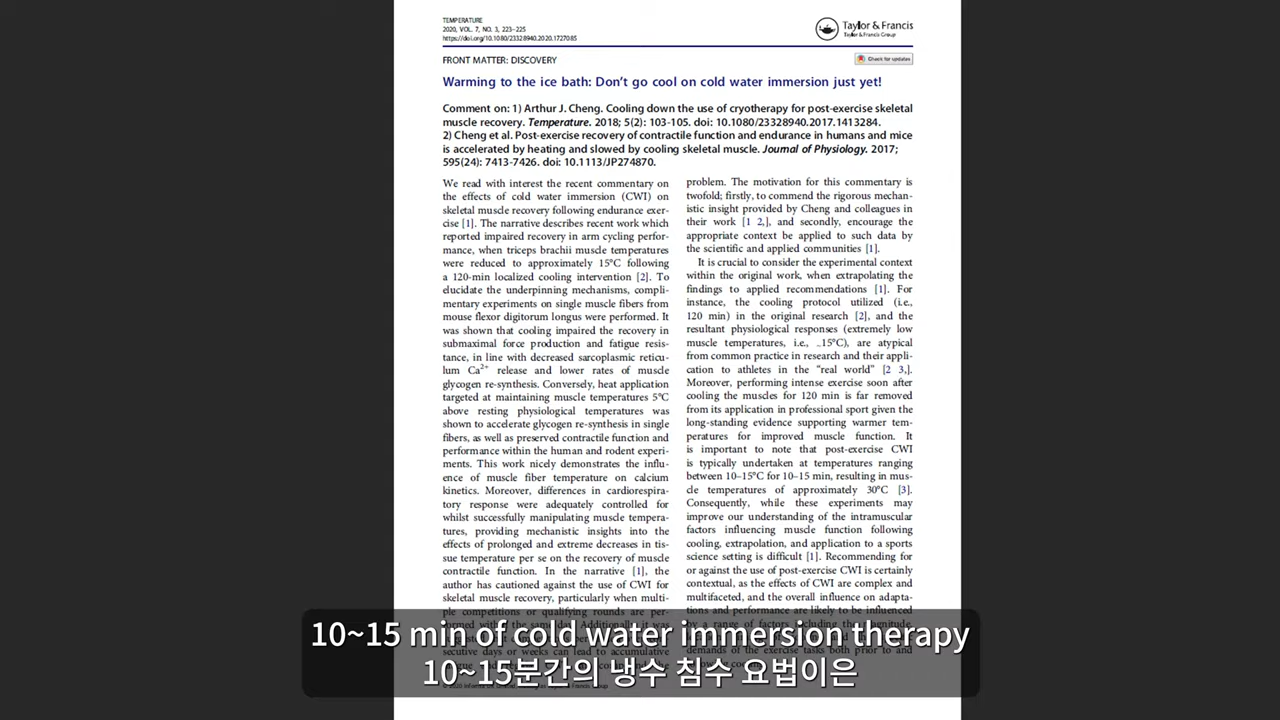 TEMPERATURE
2020, VOL. 7, NO. 3, 223–225
https://doi.org/10.1080/23328940.2020.1727085
Taylor & Francis
Taylor & Francis Group
FRONT MATTER: DISCOVERY
Check for updates
Warming to the ice bath: Don't go cool on cold water immersion just yet!
Comment on: 1) Arthur J. Cheng. Cooling down the use of cryotherapy for post-exercise skeletal
muscle recovery. Temperature. 2018; 5(2): 103-105. doi: 10.1080/23328940.2017.1413284.
2) Cheng et al. Post-exercise recovery of contractile function and endurance in humans and mice
is accelerated by heating and slowed by cooling skeletal muscle. Journal of Physiology. 2017;
595(24): 7413-7426. doi: 10.1113/JP274870.
We read with interest the recent commentary on
the effects of cold water immersion (CWI) on
skeletal muscle recovery following endurance exer-
cise [1]. The narrative describes recent work which
reported impaired recovery in arm cycling perfor-
mance, when triceps brachii muscle temperatures
were reduced to approximately 15°C following
a 120-min localized cooling intervention [2]. To
elucidate the underpinning mechanisms, compli-
mentary experiments on single muscle fibers from
mouse flexor digitorum longus were performed. It
was shown that cooling impaired the recovery in
submaximal force production and fatigue resis-
tance, in line with decreased sarcoplasmic reticu-
lum Ca2+ release and lower rates of muscle
glycogen re-synthesis. Conversely, heat application
targeted at maintaining muscle temperatures 5°C
above resting physiological temperatures was
shown to accelerate glycogen re-synthesis in single
fibers, as well as preserved contractile function and
performance within the human and rodent experi-
ments. This work nicely demonstrates the influ-
ence of muscle fiber temperature on calcium
kinetics. Moreover, differences in cardiorespira-
tory response were adequately controlled for
whilst successfully manipulating muscle tempera-
tures, providing mechanistic insights into the
effects of prolonged and extreme decreases in tis-
sue temperature per se on the recovery of muscle
contractile function. In the narrative [1], the
author has cautioned against the use of CWI for
skeletal muscle recovery, particularly when multi-
ple competitions or qualifying rounds are per-
problem. The motivation for this commentary is
twofold; firstly, to commend the rigorous mechan-
istic insight provided by Cheng and colleagues in
their work [1 2,], and secondly, encourage the
appropriate context be applied to such data by
the scientific and applied communities [1].
It is crucial to consider the experimental context
within the original work, when extrapolating the
findings to applied recommendations [1]. For
instance, the cooling protocol utilized (i.e.,
120 min) in the original research [2], and the
resultant physiological responses (extremely low
muscle temperatures, i.e., ~15°C), are atypical
from common practice in research and their appli-
cation to athletes in the “real world” [2 3,].
Moreover, performing intense exercise soon after
cooling the muscles for 120 min is far removed
from its application in professional sport given the
long-standing evidence supporting warmer tem-
peratures for improved muscle function. It
is important to note that post-exercise CWI
is typically undertaken at temperatures ranging
between 10–15°C for 10–15 min, resulting in mus-
cle temperatures of approximately 30°C [3].
Consequently, while these experiments may
improve our understanding of the intramuscular
factors influencing muscle function following
cooling, extrapolation, and application to a sports
science setting is difficult [1]. Recommending for
or against the use of post-exercise CWI is certainly
contextual, as the effects of CWI are complex and
multifaceted, and the overall influence on adapta-
tions and performance are likely to be influenced
10~15 min of cold water immersion therapy
10~15분간의 냉수 침수 요법이은